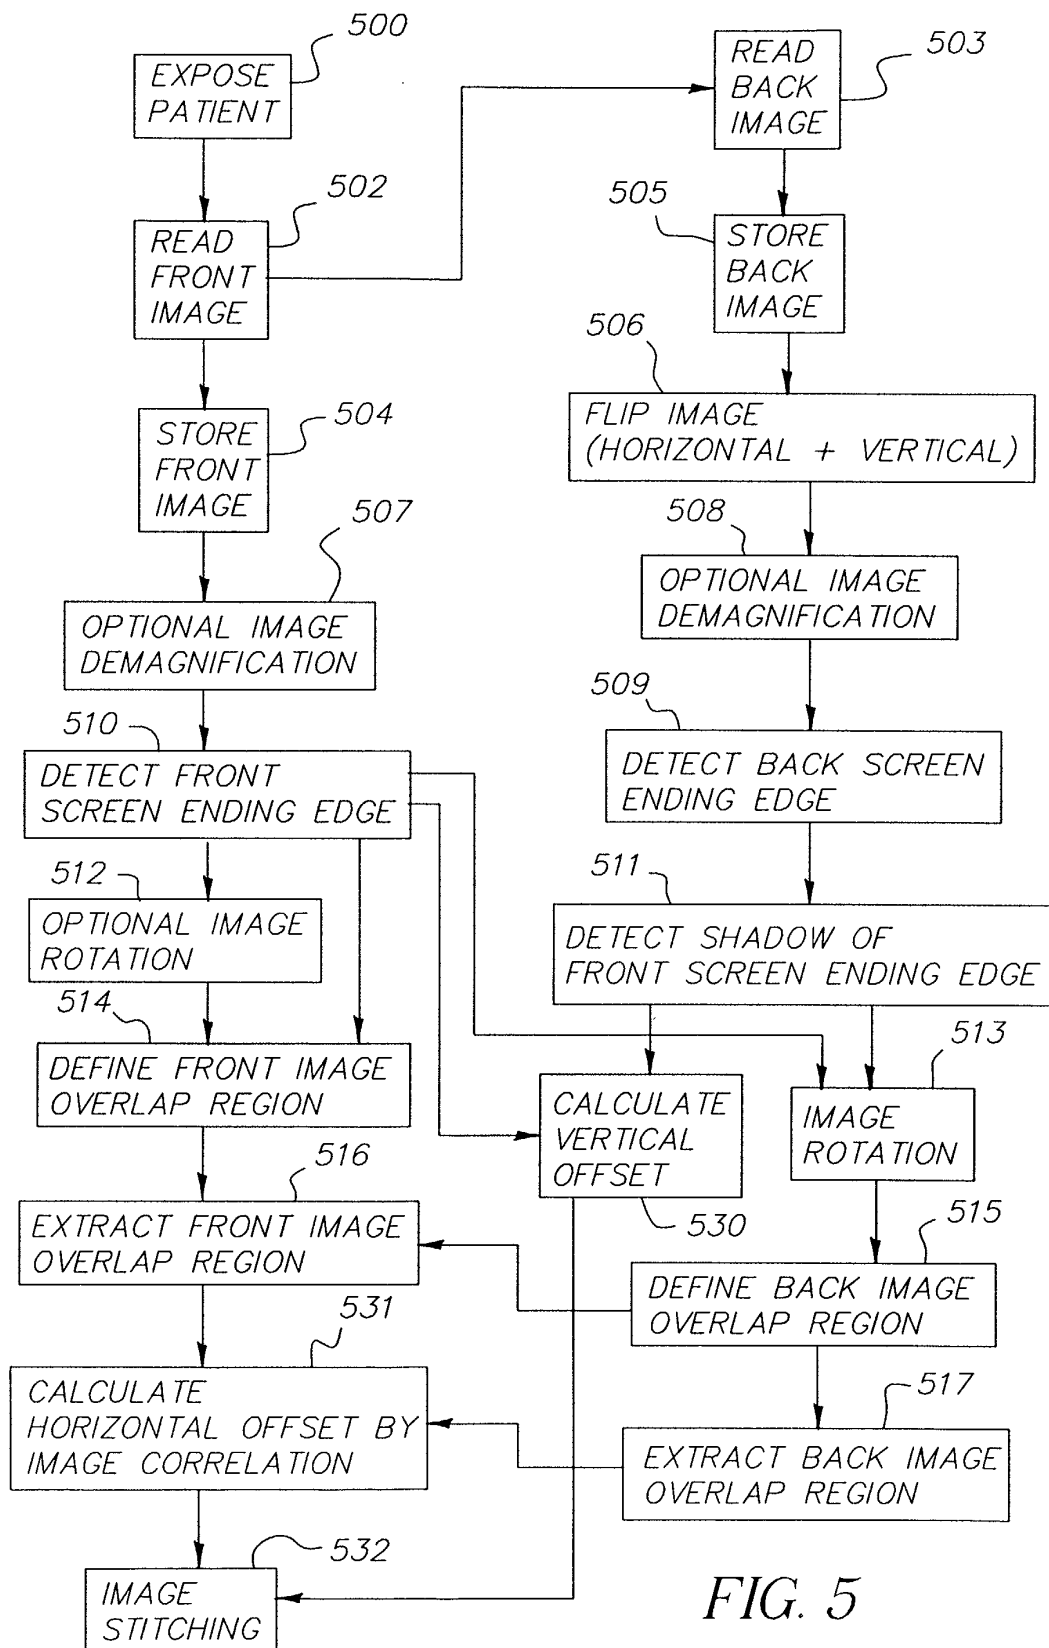 500
EXPOSE
PATIENT
READ
BACK
IMAGE
503
502
READ
FRONT
IMAGE
505
STORE
BACK
IMAGE
506
FLIP IMAGE
(HORIZONTAL + VERTICAL)
504
STORE
FRONT
IMAGE
507
OPTIONAL IMAGE
DEMAGNIFICATION
508
OPTIONAL IMAGE
DEMAGNIFICATION
509
DETECT BACK SCREEN
ENDING EDGE
510
DETECT FRONT
SCREEN ENDING EDGE
511
DETECT SHADOW OF
FRONT SCREEN ENDING EDGE
512
OPTIONAL IMAGE
ROTATION
513
IMAGE
ROTATION
514
DEFINE FRONT IMAGE
OVERLAP REGION
CALCULATE
VERTICAL
OFFSET
530
516
EXTRACT FRONT IMAGE
OVERLAP REGION
515
DEFINE BACK IMAGE
OVERLAP REGION
531
CALCULATE
HORIZONTAL OFFSET BY
IMAGE CORRELATION
517
EXTRACT BACK IMAGE
OVERLAP REGION
532
IMAGE
STITCHING
FIG. 5